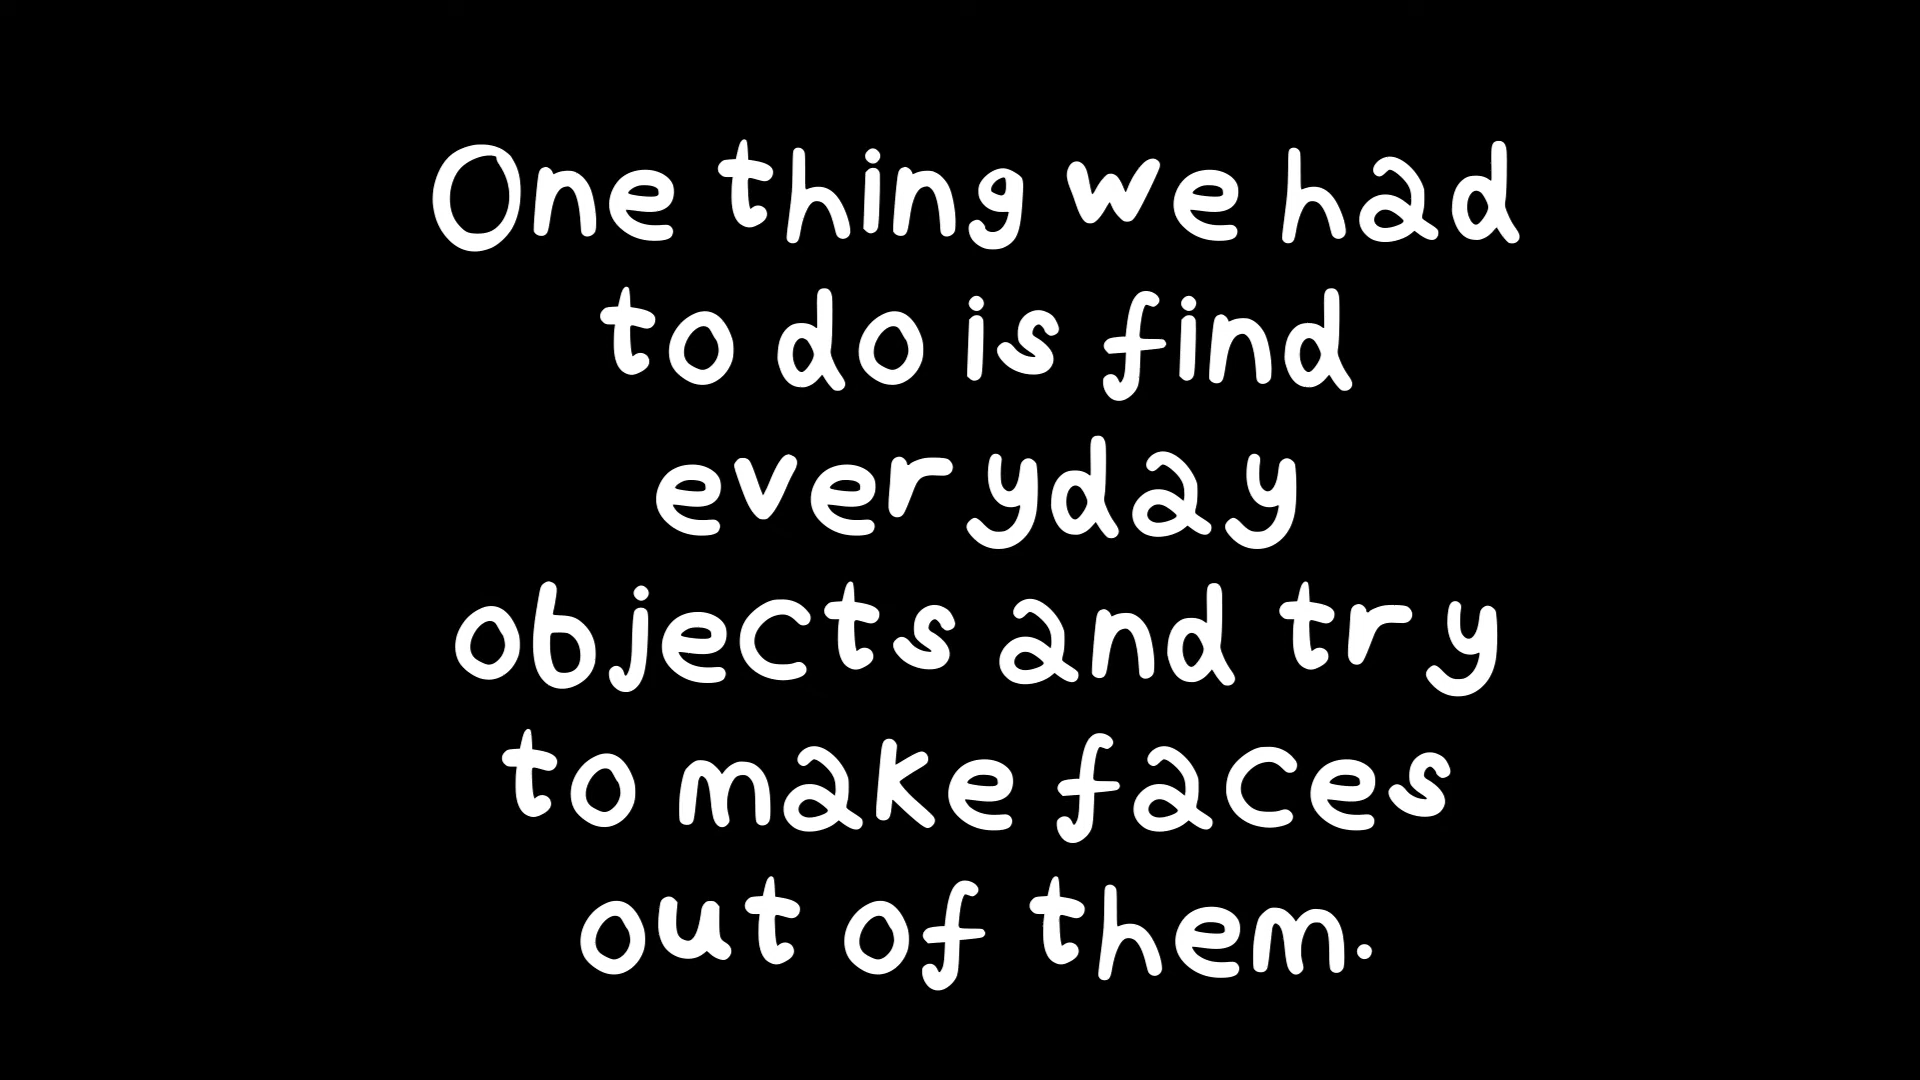 One thing we had
to do is find
everyday
objects and try
to make faces
out of them.